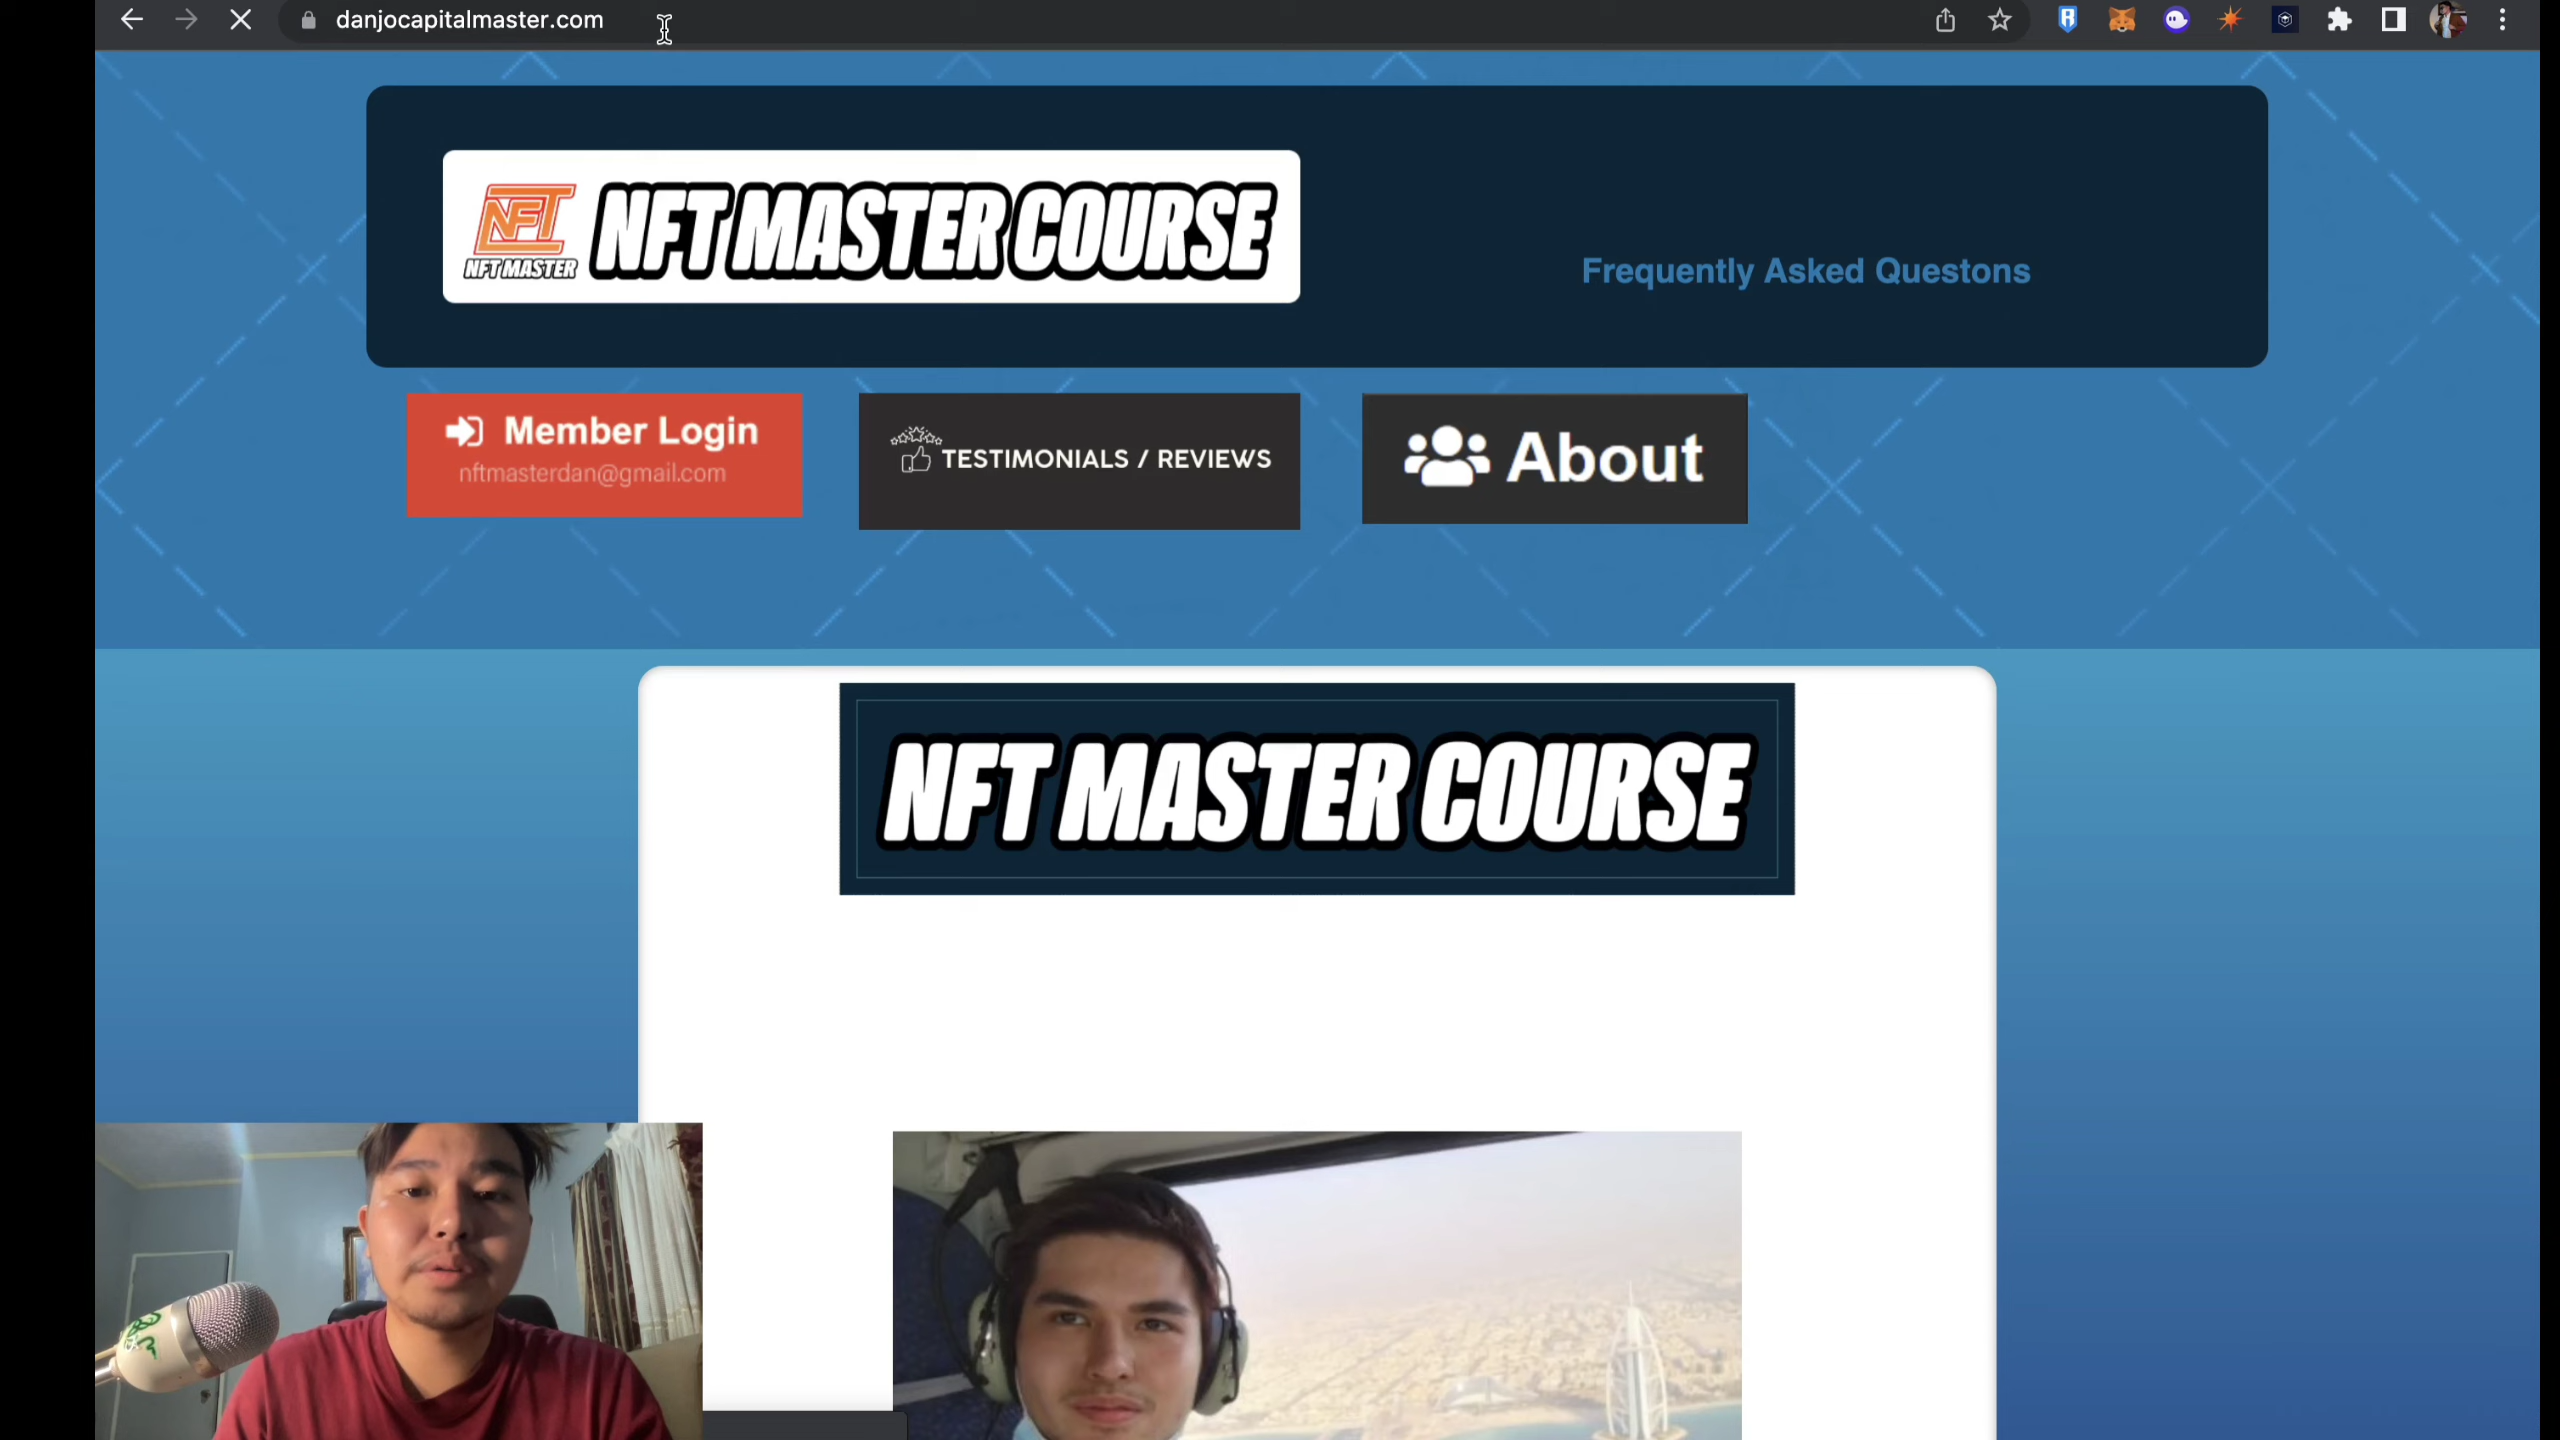 danjocapitalmaster.com
NFT
NFT MASTER
NFT MASTER COURSE
Frequently Asked Questons
Member Login
nftmasterdan@gmail.com
TESTIMONIALS / REVIEWS
About
NFT MASTER COURSE